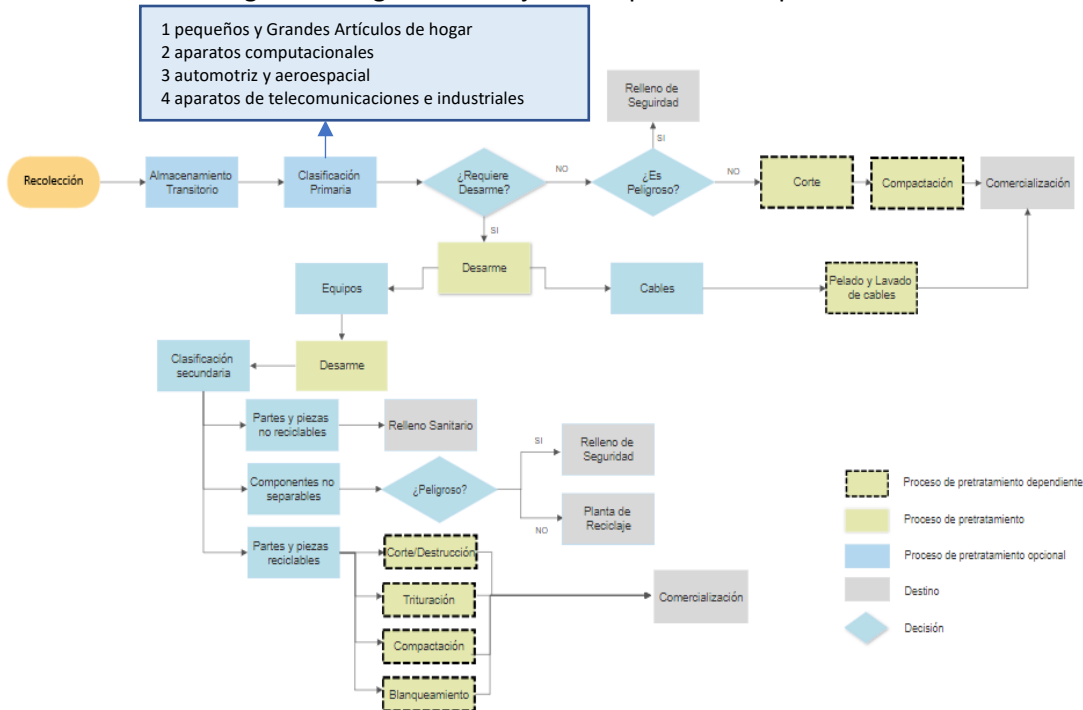 1 pequeños y Grandes Artículos de hogar
2 aparatos computacionales
3 automotriz y aeroespacial
4 aparatos de telecomunicaciones e industriales
Relleno de
Seguirdad
SI
Recolección
Almacenamiento
Transitorio
Clasificación
Primaria
¿Requiere
Desarme?
NO
¿Es
Peligroso?
NO
Corte
Compactación
Comercialización
SI
Desarme
Equipos
Cables
Pelado y Lavado
de cables
Clasificación
secundaria
Desarme
Partes y piezas
no reciclables
Relleno Sanitario
SI
Relleno de
Seguridad
Componentes no
separables
¿Peligroso?
NO
Planta de
Reciclaje
Partes y piezas
reciclables
Corte/Destrucción
Trituración
Compactación
Blanqueamiento
Comercialización
Proceso de pretratamiento dependiente
Proceso de pretratamiento
Proceso de pretratamiento opcional
Destino
Decisión